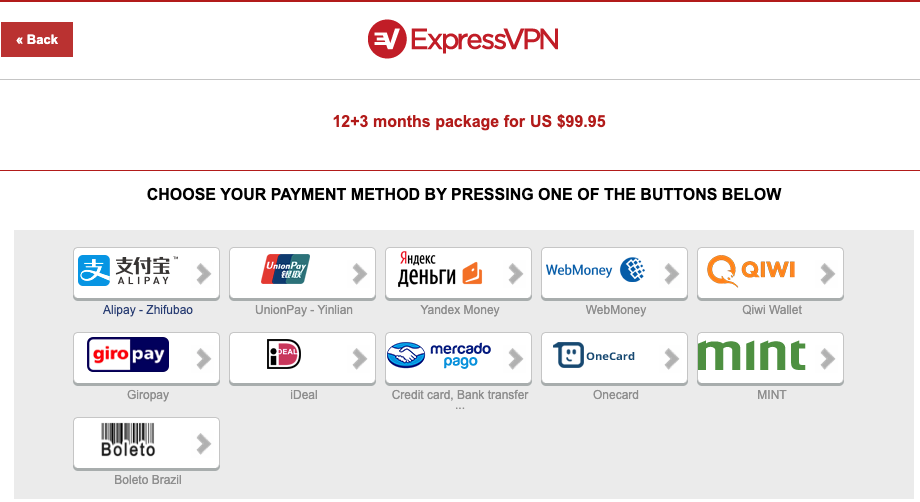 « Back
ExpressVPN
12+3 months package for US $99.95
CHOOSE YOUR PAYMENT METHOD BY PRESSING ONE OF THE BUTTONS BELOW
支 支付宝™
ALIPAY
UnionPay
银联
Яндекс
деньги
WebMoney
QIWI
Alipay - Zhifubao
UnionPay - Yinlian
Yandex Money
WebMoney
Qiwi Wallet
giropay
iDEAL
mercado
pago
OneCard
mint
Giropay
iDeal
Credit card, Bank transfer
...
Onecard
MINT
Boleto
Boleto Brazil